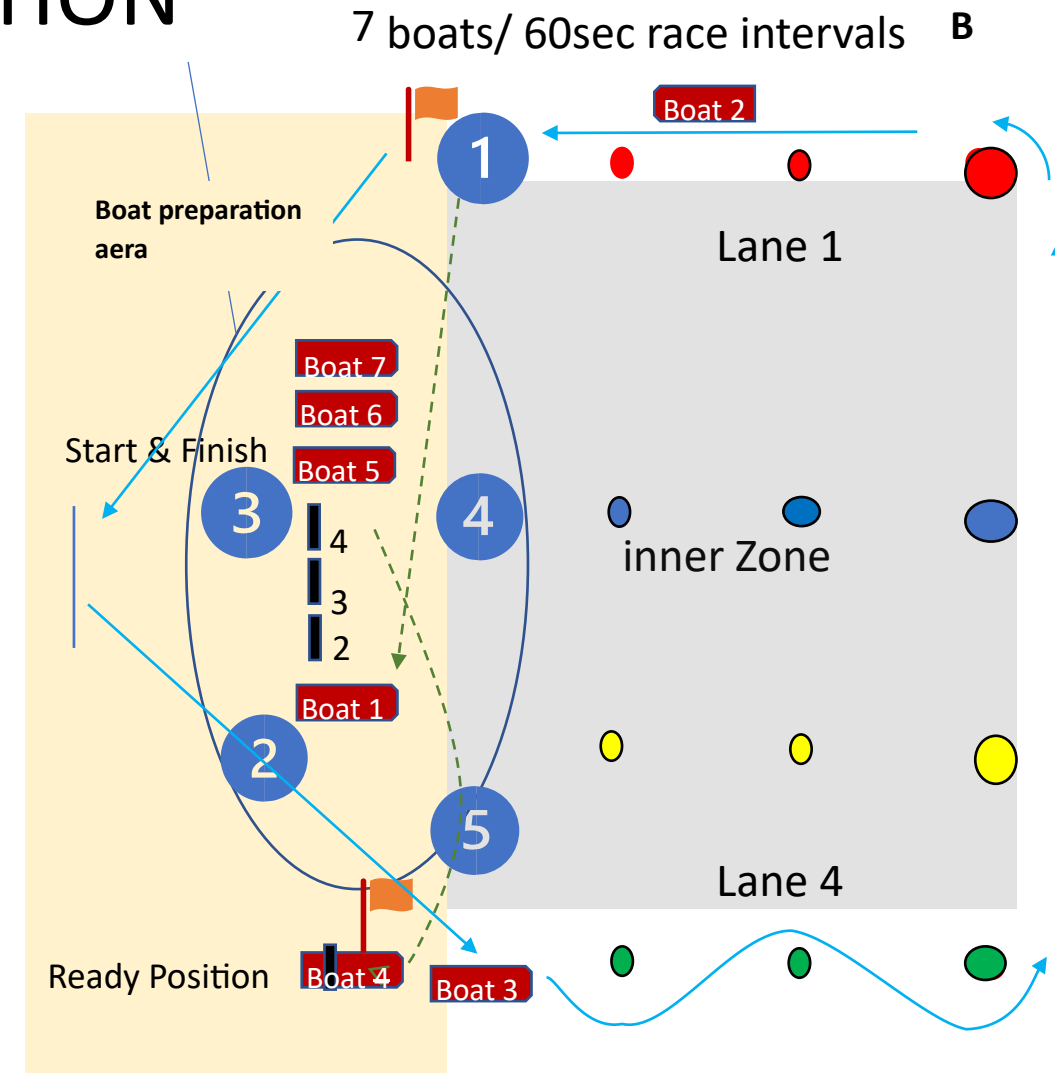 7 boats/ 60sec race intervals B
Boat 2
1
Boat preparation
aera
Lane 1
Boat 7
Boat 6
Start & Finish
Boat 5
3
4
4
inner Zone
3
2
Boat 1
2
5
Lane 4
Ready Position
Boat 4
Boat 3